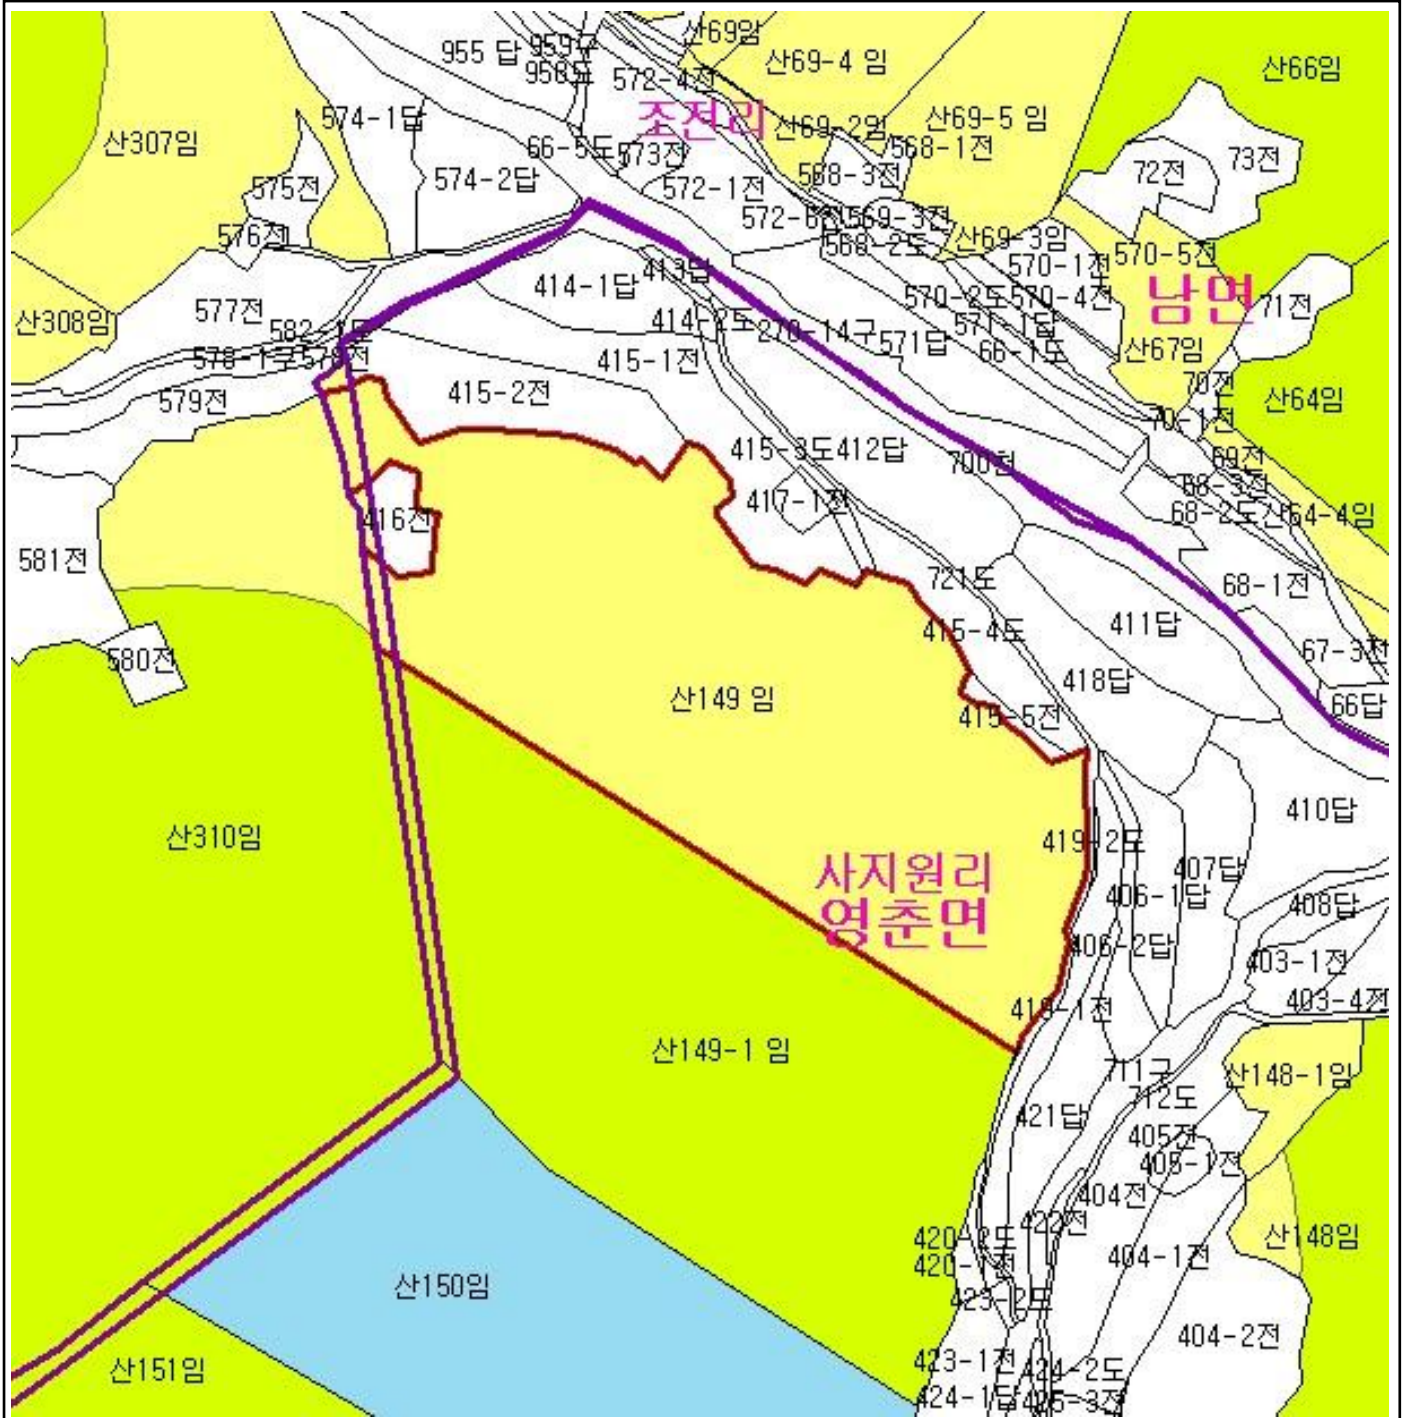 산69임
955 답
959구
958도
572-4전
산69-4 임
산66임
조전리
574-1답
산307임
산69-2임
산69-5 임
568-1전
66-5도
573전
574-2답
572-1전
568-3전
72전
73전
575전
572-6전
569-3전
576전
568-2도
산69-3임
570-1전
570-5전
413답
414-1답
570-2도
570-4전
남면
71전
577전
산308임
582-1도
414-2도
270-14구
571답
571-1답
66-1도
산67임
578-1구
578전
415-1전
579전
415-2전
70전
산64임
70-1전
415-3도
412답
700천
69전
68-3전
417-1전
68-2도
산64-4임
416전
581전
721도
68-1전
415-4도
411답
67-3전
580전
418답
산149 임
415-5전
66답
410답
산310임
419-2도
407답
사지원리
406-1답
408답
영춘면
406-2답
403-1전
419-1전
403-4전
산149-1 임
711구
산148-1임
712도
421답
405전
405-1전
404전
422전
420-2도
404-1전
산148임
420-1전
산150임
423-2도
404-2전
산151임
423-1전
424-2도
424-1답
425-3전